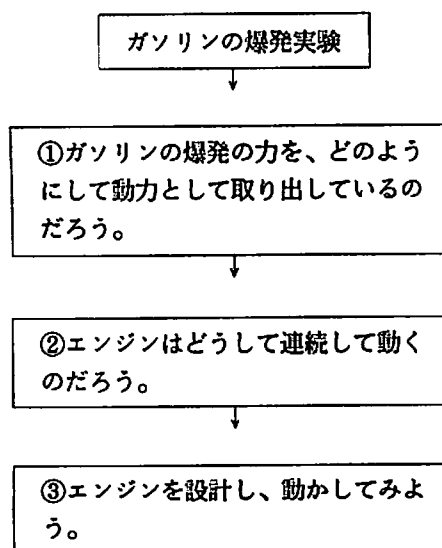 ガソリンの爆発実験
①ガソリンの爆発の力を、どのよう
にして動力として取り出しているの
だろう。
②エンジンはどうして連続して動く
のだろう。
③エンジンを設計し、動かしてみよ
う。